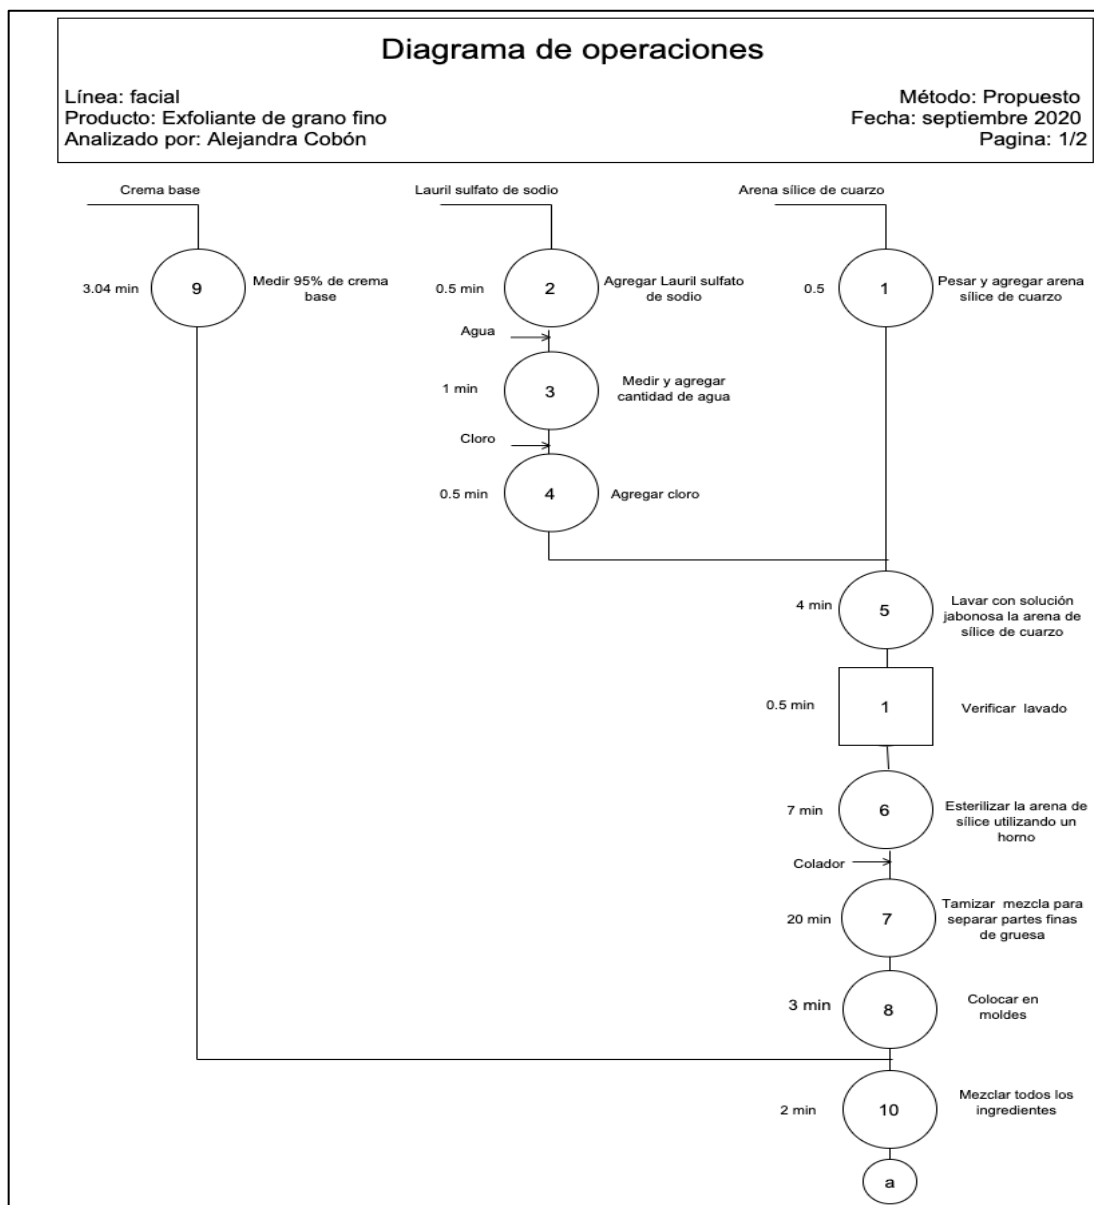 Diagrama de operaciones
Línea: facial
Producto: Exfoliante de grano fino
Analizado por: Alejandra Cobón
Método: Propuesto
Fecha: septiembre 2020
Pagina: 1/2
Crema base
Lauril sulfato de sodio
Arena sílice de cuarzo
3.04 min
9
Medir 95% de crema
base
0.5 min
2
Agregar Lauril sulfato
de sodio
0.5
1
Pesar y agregar arena
sílice de cuarzo
Agua
1 min
3
Medir y agregar
cantidad de agua
Cloro
0.5 min
4
Agregar cloro
4 min
5
Lavar con solución
jabonosa la arena de
sílice de cuarzo
0.5 min
1
Verificar lavado
7 min
6
Esterilizar la arena de
sílice utilizando un
horno
Colador
20 min
7
Tamizar mezcla para
separar partes finas
de gruesa
3 min
8
Colocar en
moldes
2 min
10
Mezclar todos los
ingredientes
a